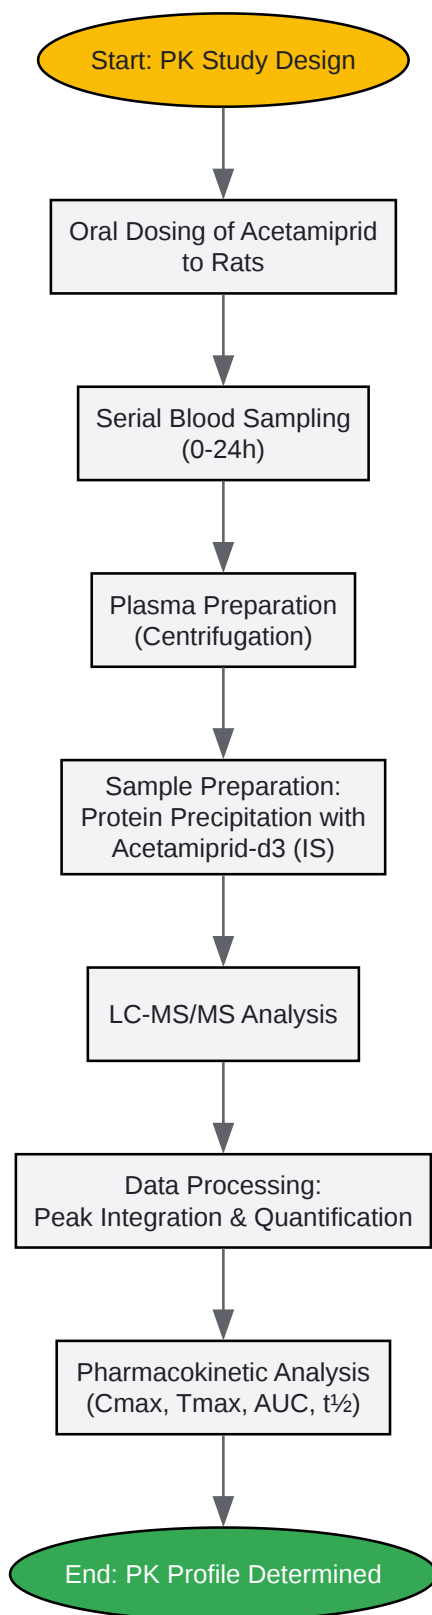 Start: PK Study Design
Oral Dosing of Acetamiprid
to Rats
Serial Blood Sampling
(0-24h)
Plasma Preparation
(Centrifugation)
Sample Preparation:
Protein Precipitation with
Acetamiprid-d3 (IS)
LC-MS/MS Analysis
Data Processing:
Peak Integration & Quantification
Pharmacokinetic Analysis
(Cmax, Tmax, AUC, t½)
End: PK Profile Determined